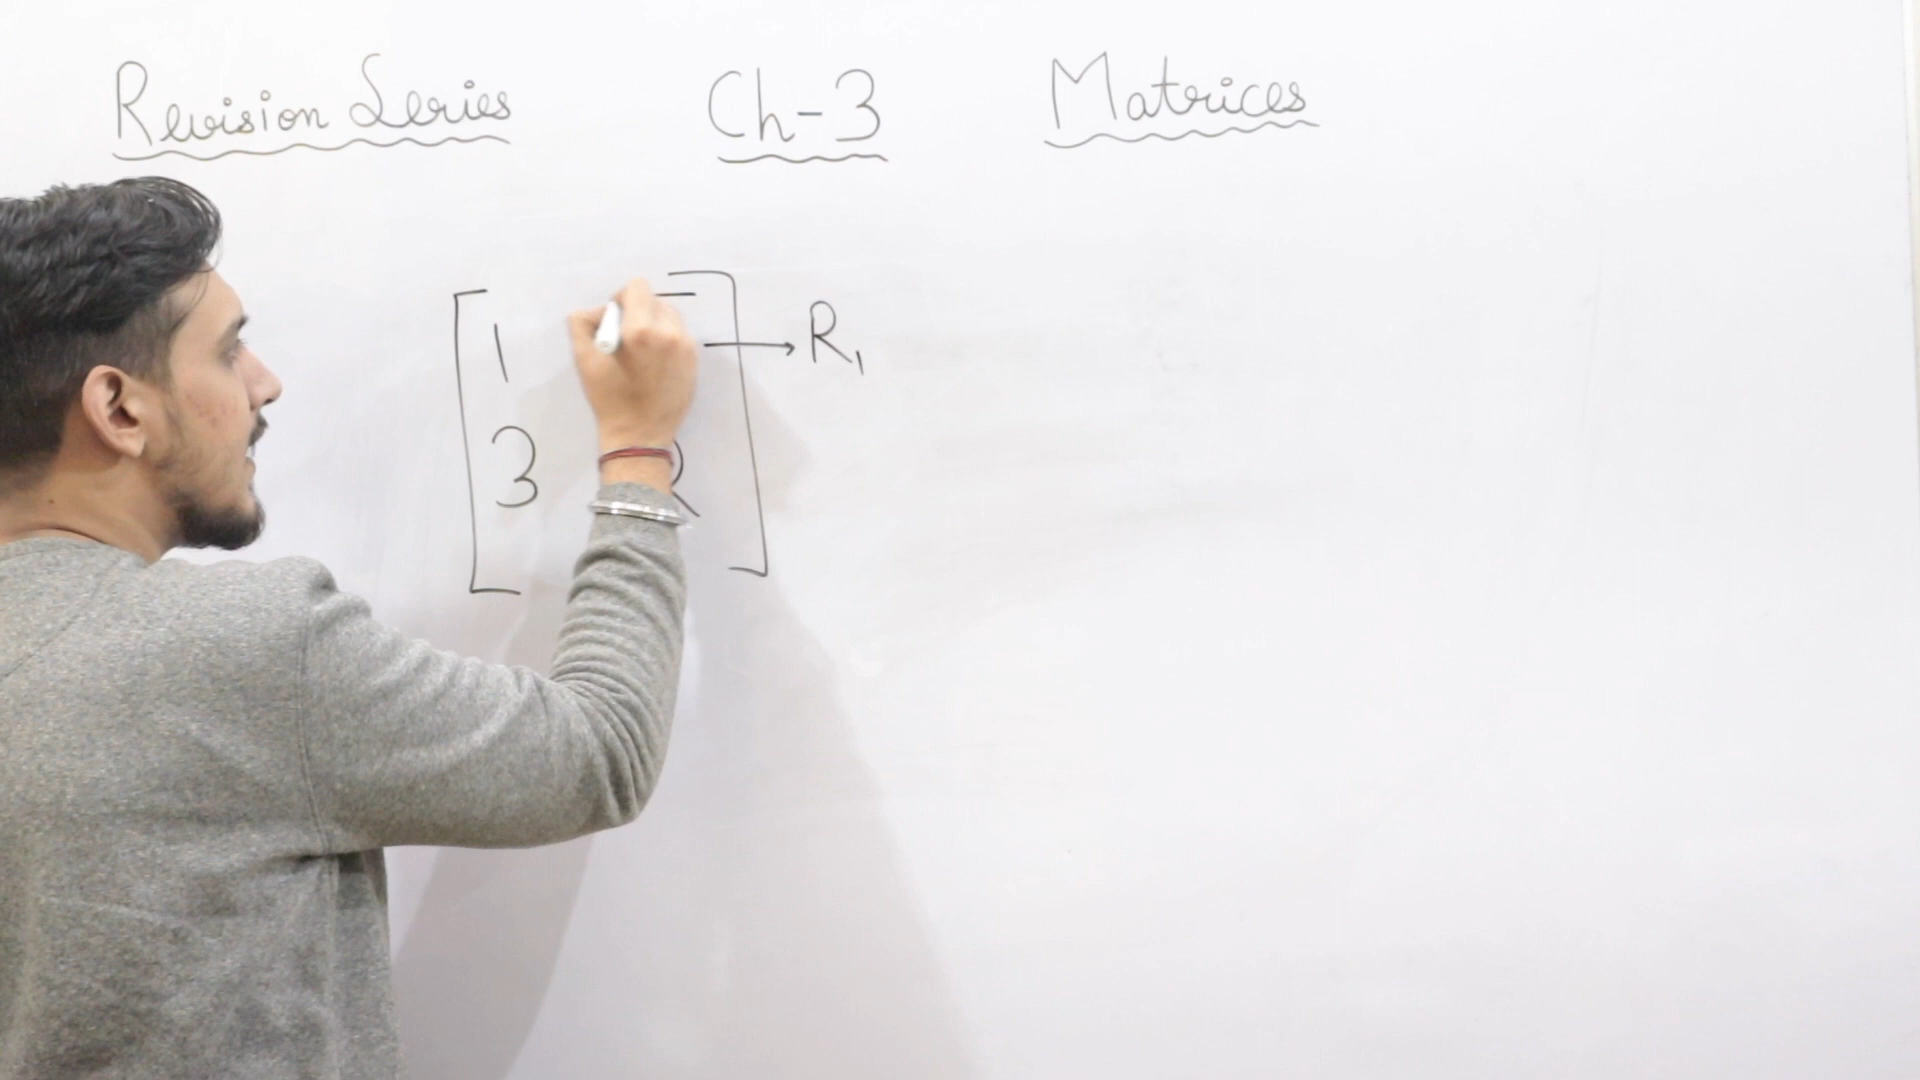 Revision Series Ch-3 Matrices
1 → R₁
3